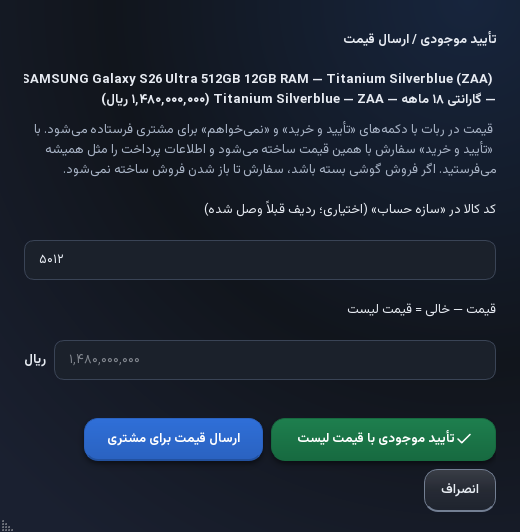 تأیید موجودی / ارسال قیمت
SAMSUNG Galaxy S26 Ultra 512GB 12GB RAM — Titanium Silverblue (ZAA)
— گارانتی ۱۸ ماهه — Titanium Silverblue — ZAA (۱,۴۸۰,۰۰۰,۰۰۰ ریال)
قیمت در ربات با دکمه‌های «تأیید و خرید» و «نمی‌خواهم» برای مشتری فرستاده می‌شود. با
«تأیید و خرید» سفارش با همین قیمت ساخته می‌شود و اطلاعات پرداخت را مثل همیشه
می‌فرستید. اگر فروش گوشی بسته باشد، سفارش تا باز شدن فروش ساخته نمی‌شود.
کد کالا در «سازه حساب» (اختیاری؛ ردیف قبلاً وصل شده)
۵۰۱۲
قیمت — خالی = قیمت لیست
۱,۴۸۰,۰۰۰,۰۰۰ ریال
تأیید موجودی با قیمت لیست
ارسال قیمت برای مشتری
انصراف